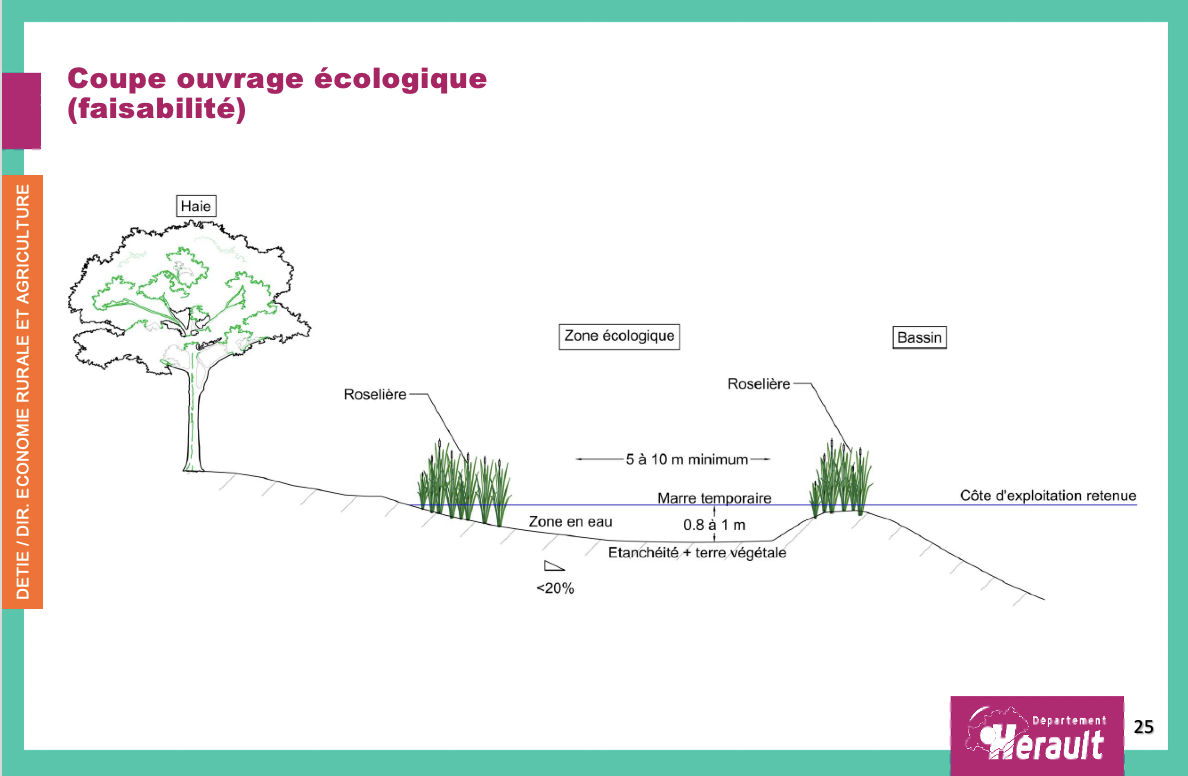 Coupe ouvrage écologique
(faisabilité)
DETIE / DIR. ECONOMIE RURALE ET AGRICULTURE
Haie
Zone écologique
Bassin
Roselière
Roselière
5 à 10 m minimum
Marre temporaire
Côte d'exploitation retenue
Zone en eau
0.8 à 1 m
Etanchéité + terre végétale
<20%
Département
Hérault
25